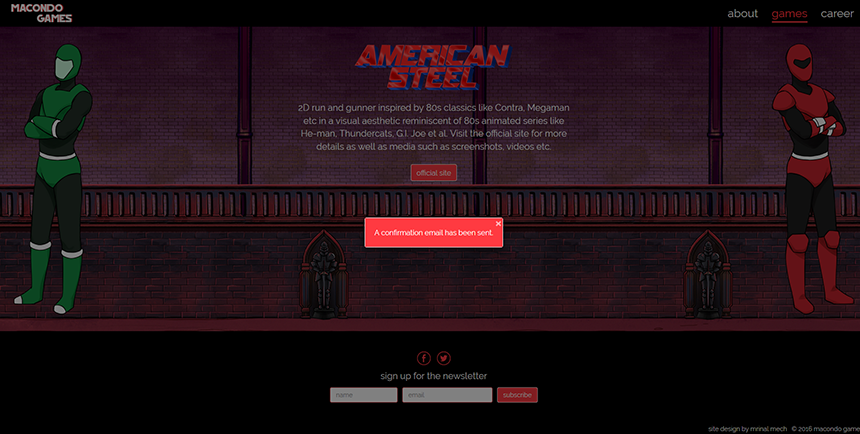 MACONDO
GAMES
about games career
AMERICAN
STEEL
2D run and gunner inspired by 80s classics like Contra, Megaman
etc in a visual aesthetic reminiscent of 80s animated series like
He-man, Thundercats, G.I. Joe et al. Visit the official site for more
details as well as media such as screenshots, videos etc.
official site
A confirmation email has been sent.
sign up for the newsletter
name email subscribe
site design by mrinal mech © 2016 macondo game